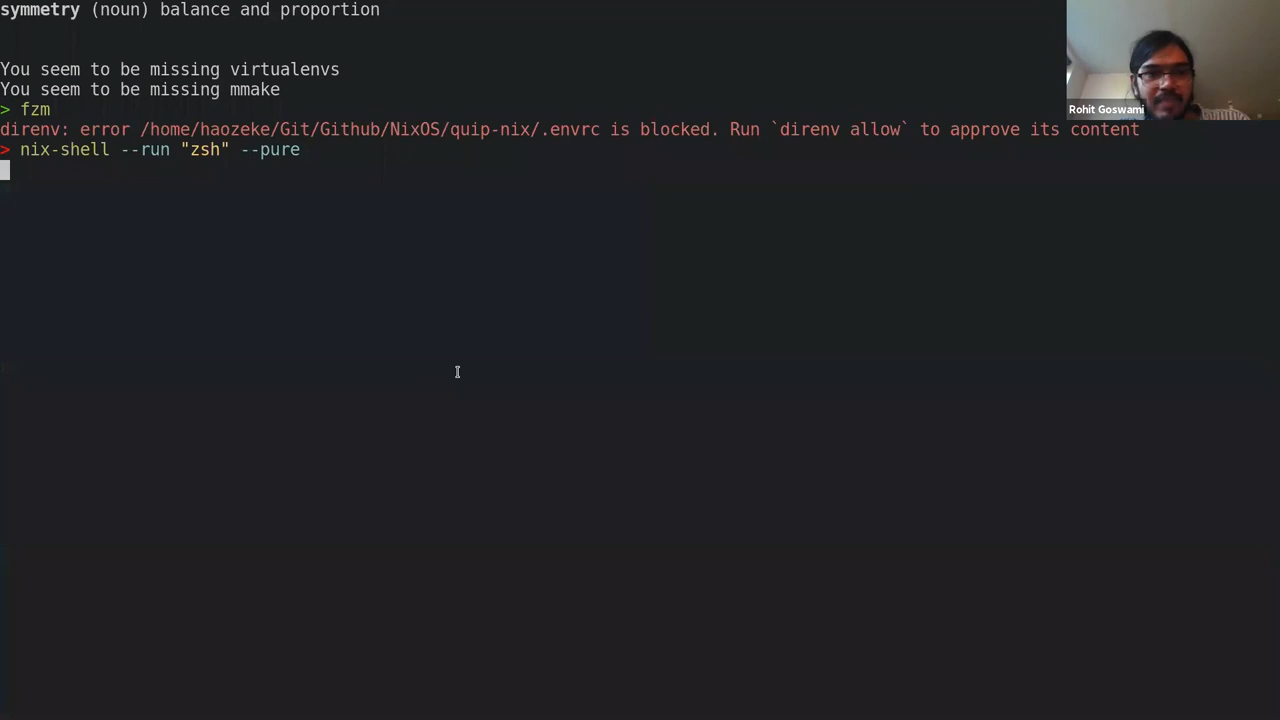 symmetry (noun) balance and proportion
You seem to be missing virtualenvs
You seem to be missing mmake
> fzm
direnv: error /home/haozeke/Git/Github/NixOS/quip-nix/.envrc is blocked. Run `direnv allow` to approve its content
> nix-shell --run "zsh" --pure
Rohit Goswami